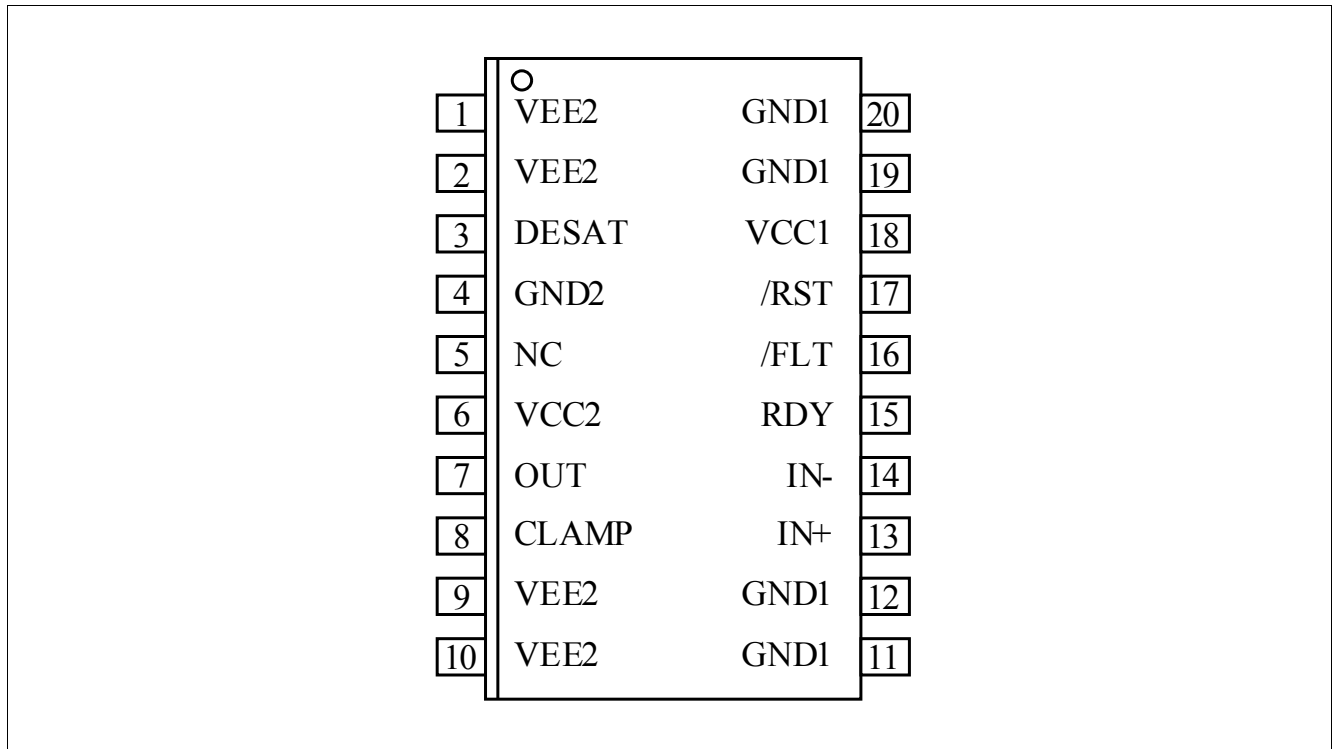 1 VEE2 GND1 20
2 VEE2 GND1 19
3 DESAT VCC1 18
4 GND2 /RST 17
5 NC /FLT 16
6 VCC2 RDY 15
7 OUT IN- 14
8 CLAMP IN+ 13
9 VEE2 GND1 12
10 VEE2 GND1 11